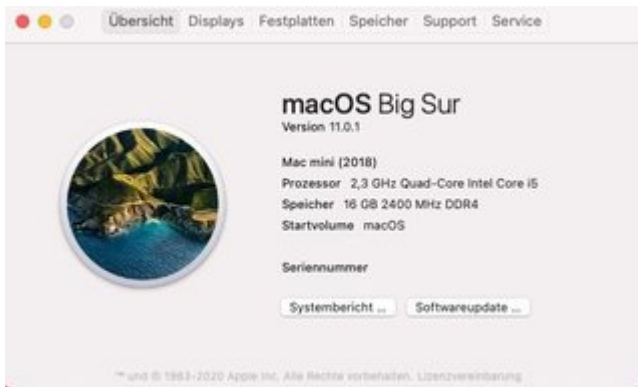 Übersicht Displays Festplatten Speicher Support Service
macOS Big Sur
Version 11.0.1
Mac mini (2018)
Prozessor 2,3 GHz Quad-Core Intel Core i5
Speicher 16 GB 2400 MHz DDR4
Startvolume macOS
Seriennummer
Systembericht ...
Softwareupdate ...
™ und © 1983-2020 Apple Inc. Alle Rechte vorbehalten. Lizenzvereinbarung